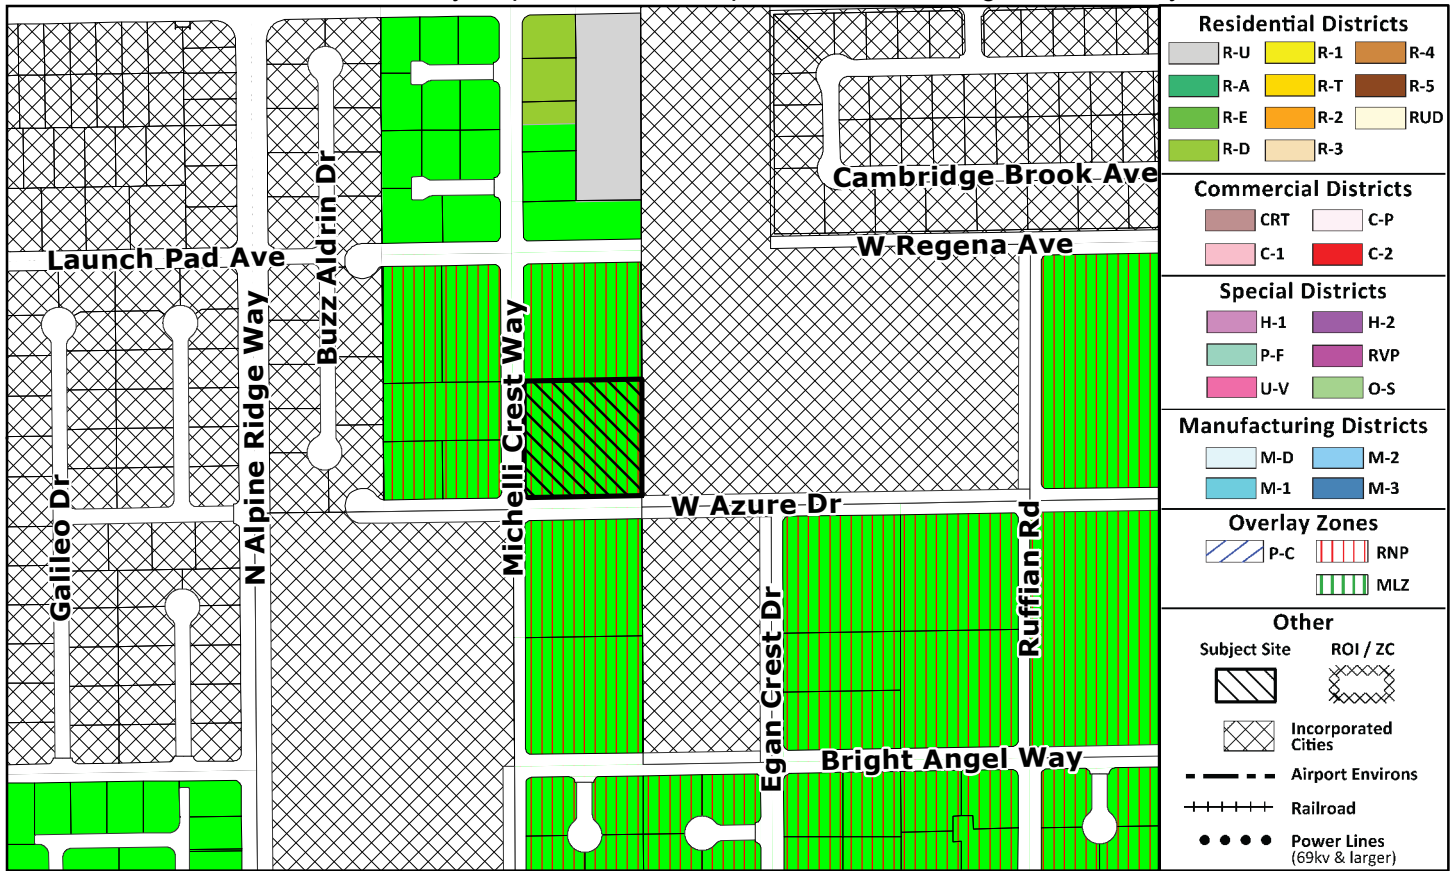 Launch Pad Ave
Buzz Aldrin Dr
N Alpine Ridge Way
Galileo Dr
Michelli Crest Way
Cambridge Brook Ave
W Regena Ave
W Azure Dr
Egan Crest Dr
Ruffian Rd
Bright Angel Way
Residential Districts
R-U R-1 R-4
R-A R-T R-5
R-E R-2 RUD
R-D R-3
Commercial Districts
CRT C-P
C-1 C-2
Special Districts
H-1 H-2
P-F RVP
U-V O-S
Manufacturing Districts
M-D M-2
M-1 M-3
Overlay Zones
P-C RNP
MLZ
Other
Subject Site ROI / ZC
Incorporated
Cities
Airport Environs
Railroad
Power Lines
(69kv & larger)